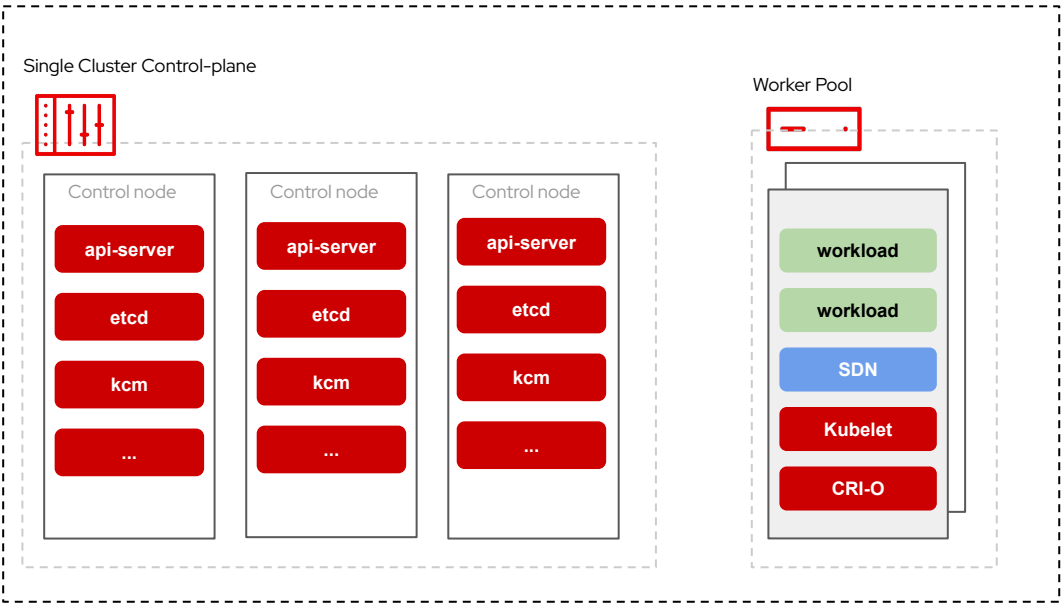 Single Cluster Control-plane
Control node
api-server
etcd
kcm
...
Control node
api-server
etcd
kcm
...
Control node
api-server
etcd
kcm
...
Worker Pool
workload
workload
SDN
Kubelet
CRI-O